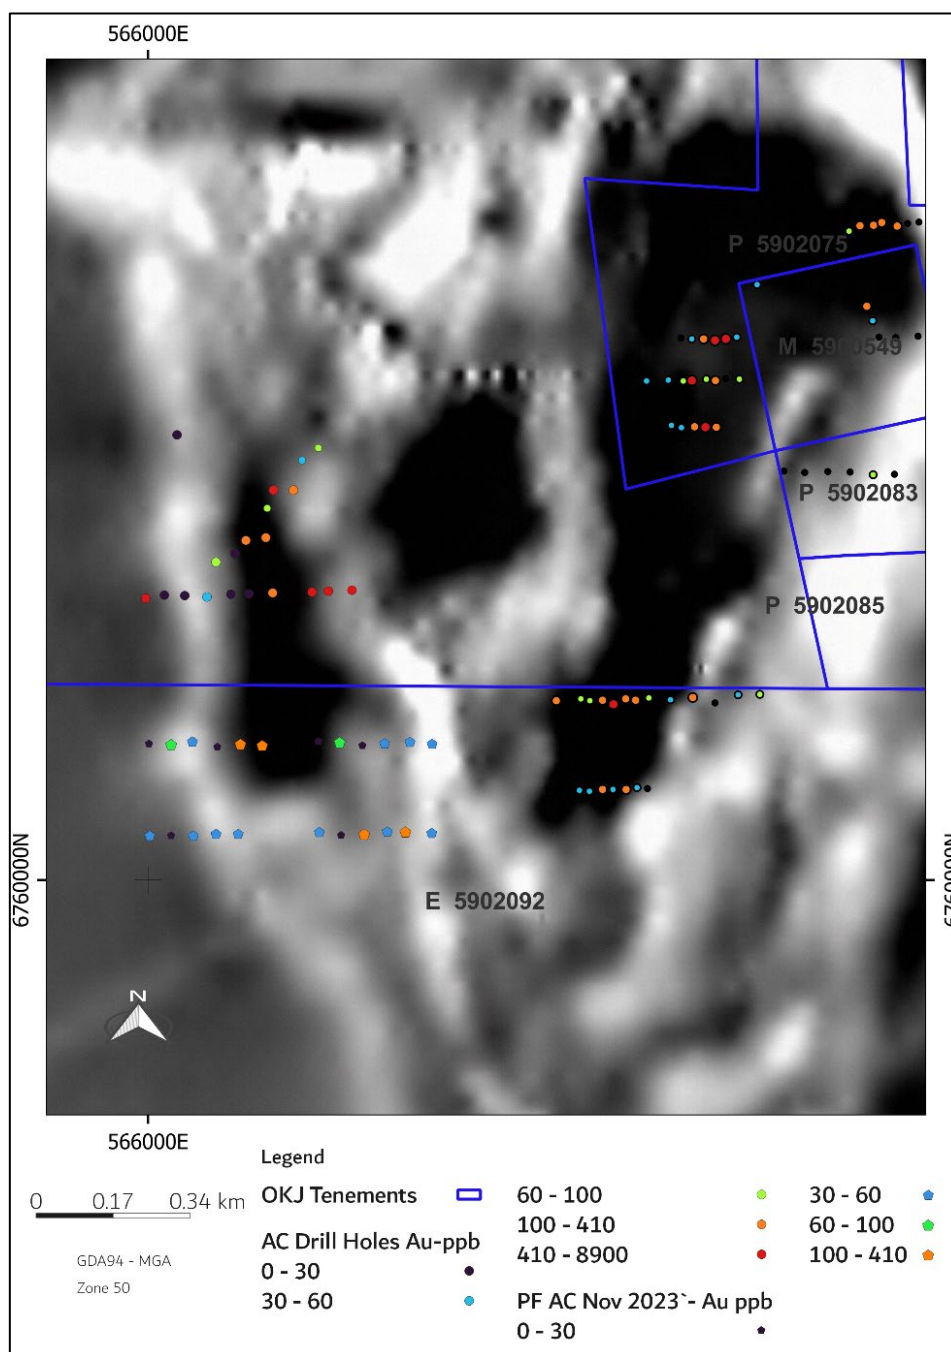 566000E
P 5902075
M 5900549
P 5902083
P 5902085
6760000N
6760000N
E 5902092
N
566000E
Legend
0 0.17 0.34 km
OKJ Tenements
AC Drill Holes Au-ppb
0 - 30
30 - 60
60 - 100
100 - 410
410 - 8900
PF AC Nov 2023`- Au ppb
0 - 30
30 - 60
60 - 100
100 - 410
GDA94 - MGA
Zone 50